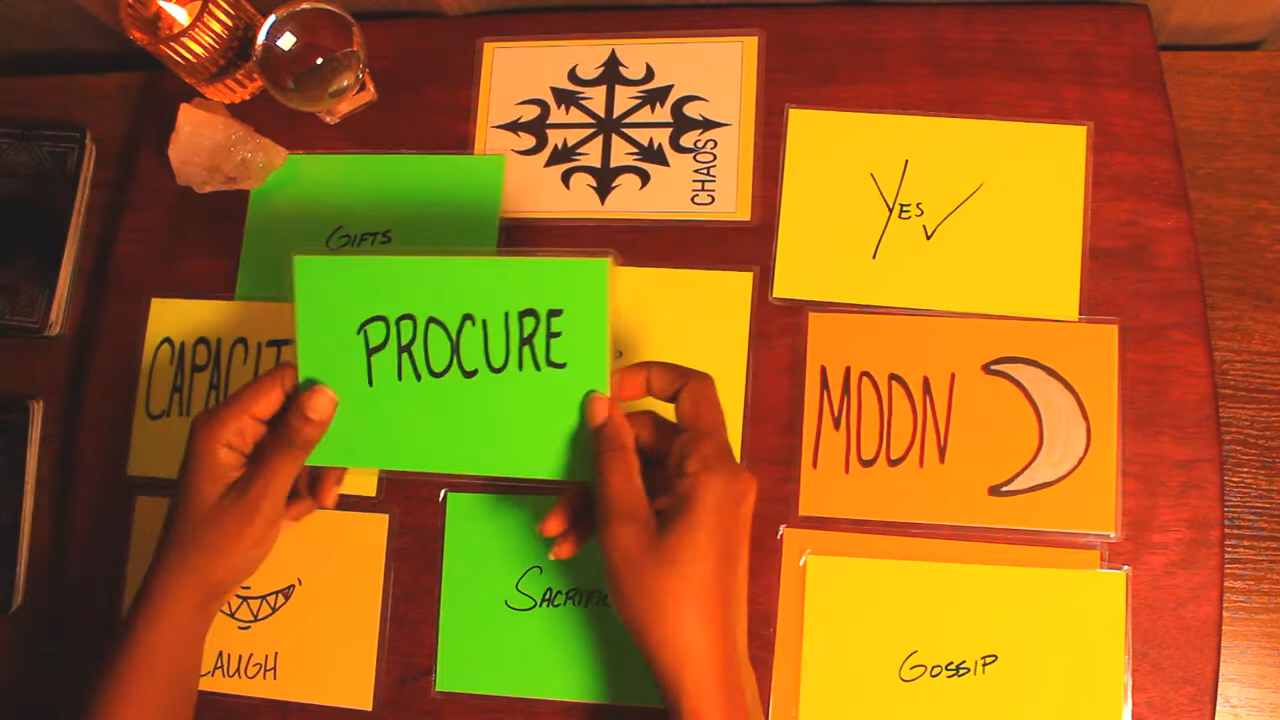 CHAOS
YES ✓
GIFTS
PROCURE
MOON
LAUGH
GOSSIP